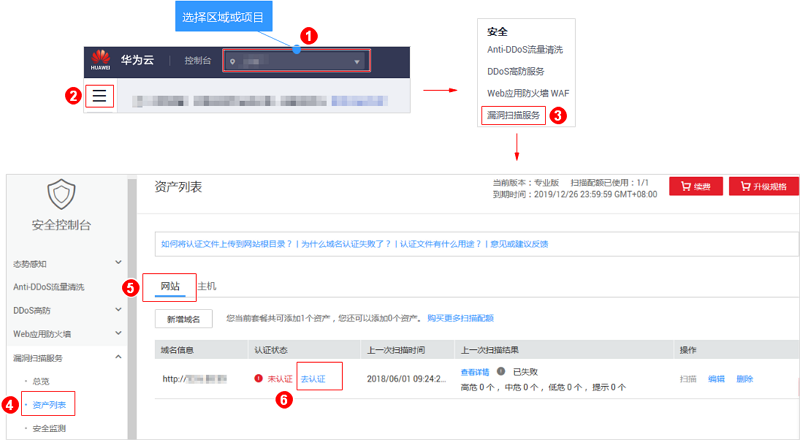 选择区域或项目
1
HUAWEI
华为云
控制台
2
安全
Anti-DDoS流量清洗
DDoS高防服务
Web应用防火墙 WAF
漏洞扫描服务
3
安全控制台
态势感知
Anti-DDoS流量清洗
DDoS高防
Web应用防火墙
漏洞扫描服务
· 总览
4
· 资产列表
· 安全监测
资产列表
当前版本：专业版 扫描配额已使用：1/1
到期时间：2019/12/26 23:59:59 GMT+08:00
续费
升级规格
如何将认证文件上传到网站根目录？ | 为什么域名认证失败了？ | 认证文件有什么用途？ | 意见或建议反馈
5
网站
主机
新增域名
您当前套餐共可添加1个资产，您还可以添加0个资产。 购买更多扫描配额
域名信息 认证状态 上一次扫描时间 上一次扫描结果 操作
http:// 未认证 去认证 2018/06/01 09:24:2... 查看详情 已失败 扫描 编辑 删除
高危 0 个 ，中危 0 个 ，低危 0 个 ，提示 0 个
6